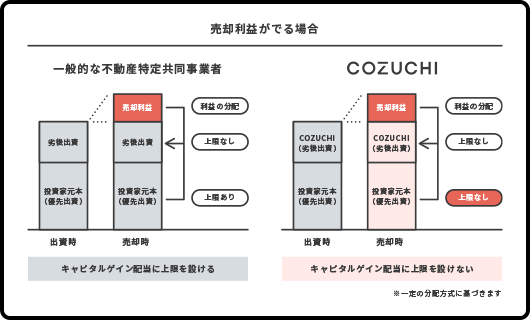 売却利益がでる場合
一般的な不動産特定共同事業者
売却利益
劣後出資
劣後出資
投資家元本
(優先出資)
投資家元本
(優先出資)
利益の分配
上限なし
上限あり
出資時
売却時
キャピタルゲイン配当に上限を設ける
COZUCHI
売却利益
COZUCHI
(劣後出資)
COZUCHI
(劣後出資)
投資家元本
(優先出資)
投資家元本
(優先出資)
利益の分配
上限なし
上限なし
出資時
売却時
キャピタルゲイン配当に上限を設けない
※一定の分配方式に基づきます